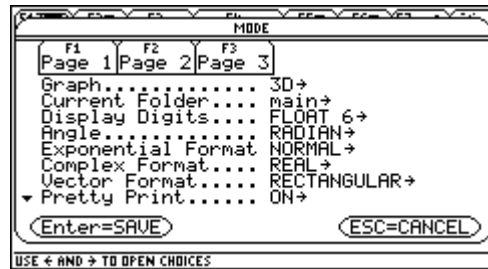 MODE
F1 F2 F3
Page 1 Page 2 Page 3
Graph............. 3D→
Current Folder.... main→
Display Digits.... FLOAT 6→
Angle............. RADIAN→
Exponential Format NORMAL→
Complex Format..... REAL→
Vector Format...... RECTANGULAR→
▾ Pretty Print...... ON→
Enter=SAVE ESC=CANCEL
USE ← AND → TO OPEN CHOICES